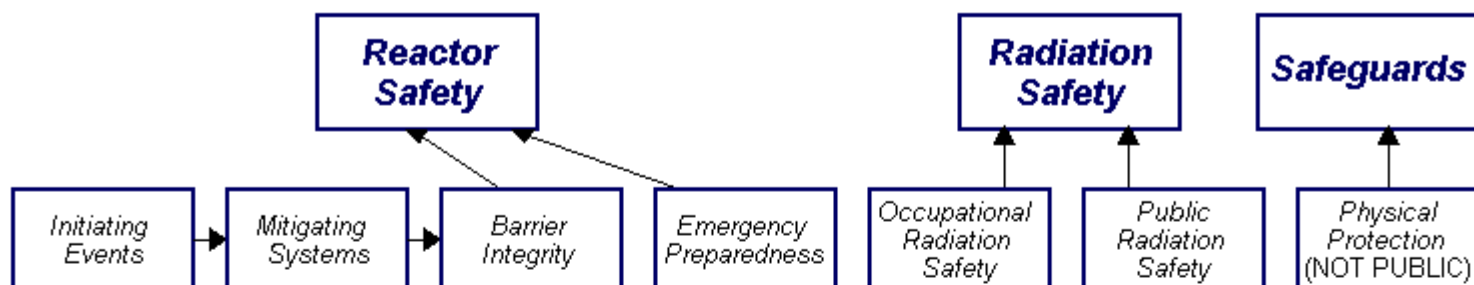 Reactor
Safety
Radiation
Safety
Safeguards
Initiating
Events
Mitigating
Systems
Barrier
Integrity
Emergency
Preparedness
Occupational
Radiation
Safety
Public
Radiation
Safety
Physical
Protection
(NOT PUBLIC)